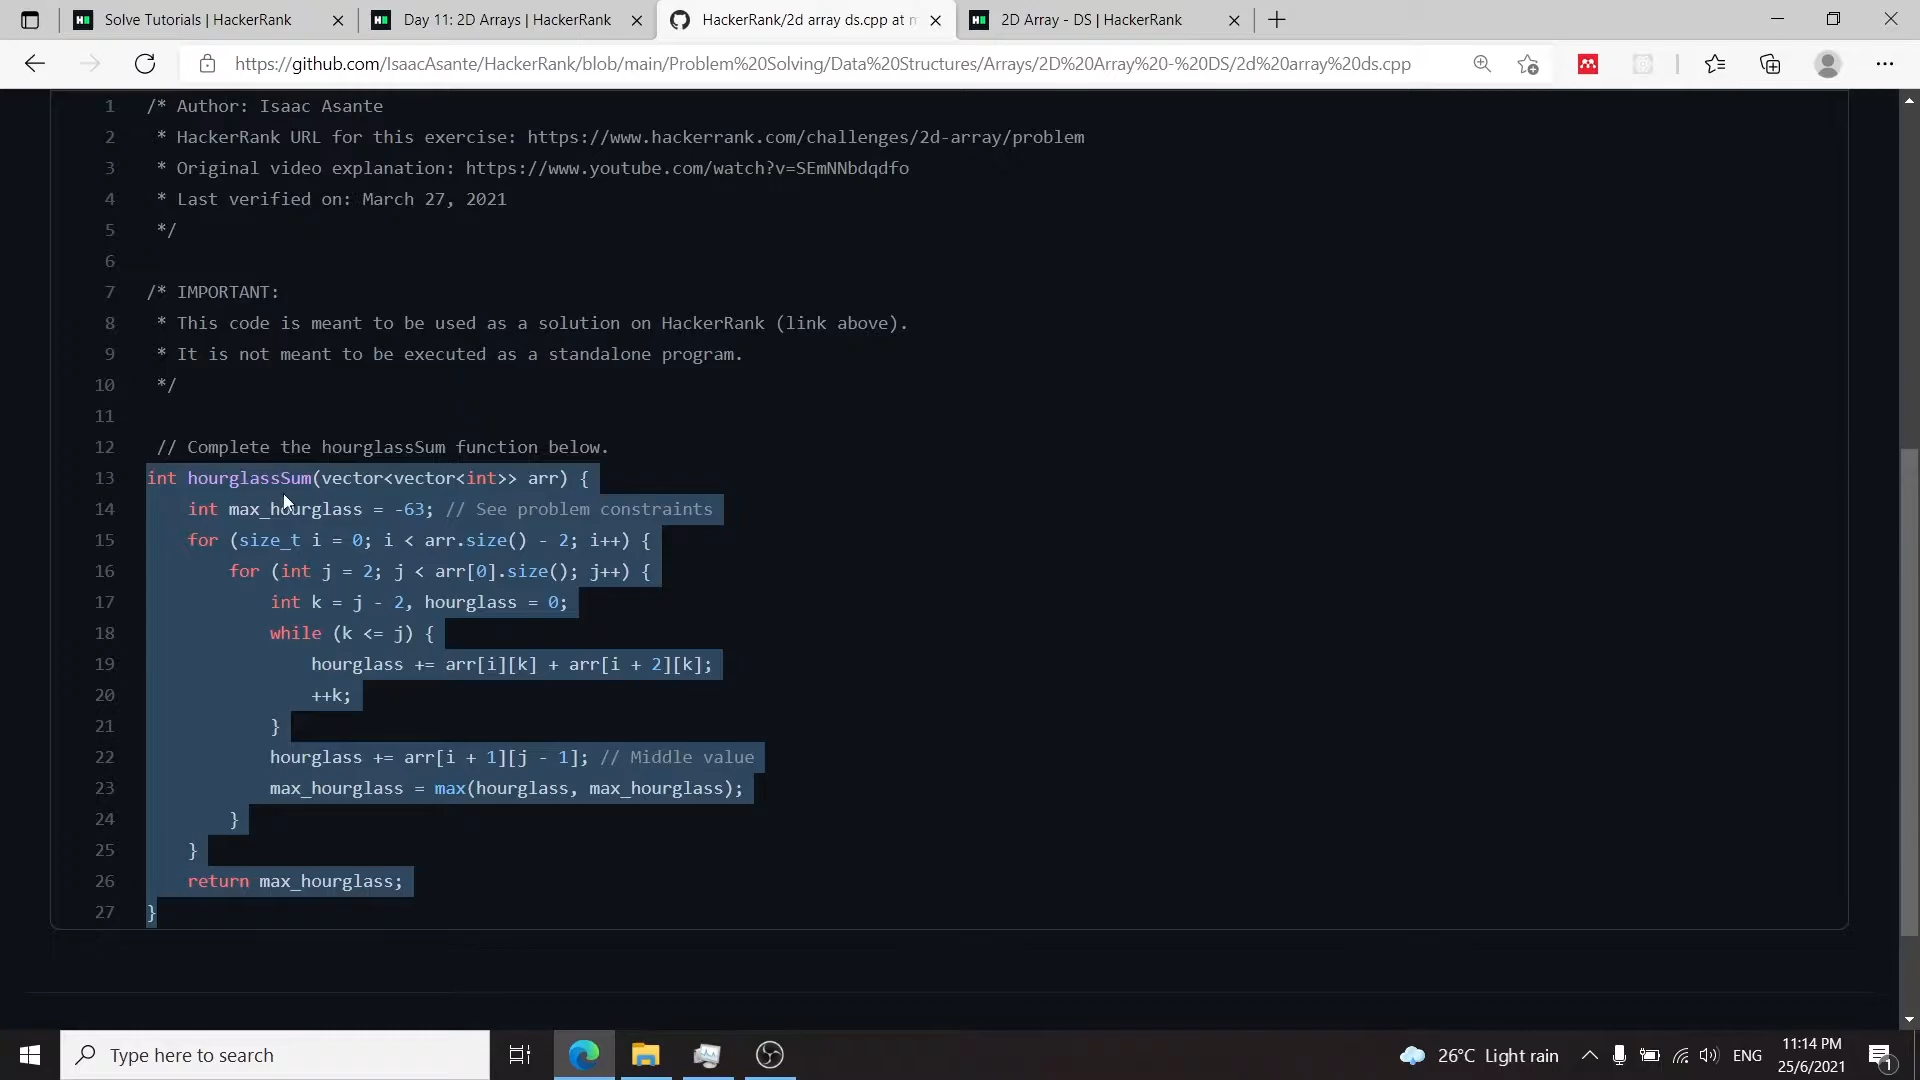 Solve Tutorials | HackerRank
Day 11: 2D Arrays | HackerRank
HackerRank/2d array ds.cpp at m
2D Array - DS | HackerRank
https://github.com/IsaacAsante/HackerRank/blob/main/Problem%20Solving/Data%20Structures/Arrays/2D%20Array%20-%20DS/2d%20array%20ds.cpp
1 /* Author: Isaac Asante
2 * HackerRank URL for this exercise: https://www.hackerrank.com/challenges/2d-array/problem
3 * Original video explanation: https://www.youtube.com/watch?v=SEmNNbdqdfo
4 * Last verified on: March 27, 2021
5 */
6
7 /* IMPORTANT:
8 * This code is meant to be used as a solution on HackerRank (link above).
9 * It is not meant to be executed as a standalone program.
10 */
11
12 // Complete the hourglassSum function below.
13 int hourglassSum(vector<vector<int>> arr) {
14 int max_hourglass = -63; // See problem constraints
15 for (size_t i = 0; i < arr.size() - 2; i++) {
16 for (int j = 2; j < arr[0].size(); j++) {
17 int k = j - 2, hourglass = 0;
18 while (k <= j) {
19 hourglass += arr[i][k] + arr[i + 2][k];
20 ++k;
21 }
22 hourglass += arr[i + 1][j - 1]; // Middle value
23 max_hourglass = max(hourglass, max_hourglass);
24 }
25 }
26 return max_hourglass;
27 }
Type here to search
26°C Light rain
ENG
11:14 PM
25/6/2021
1